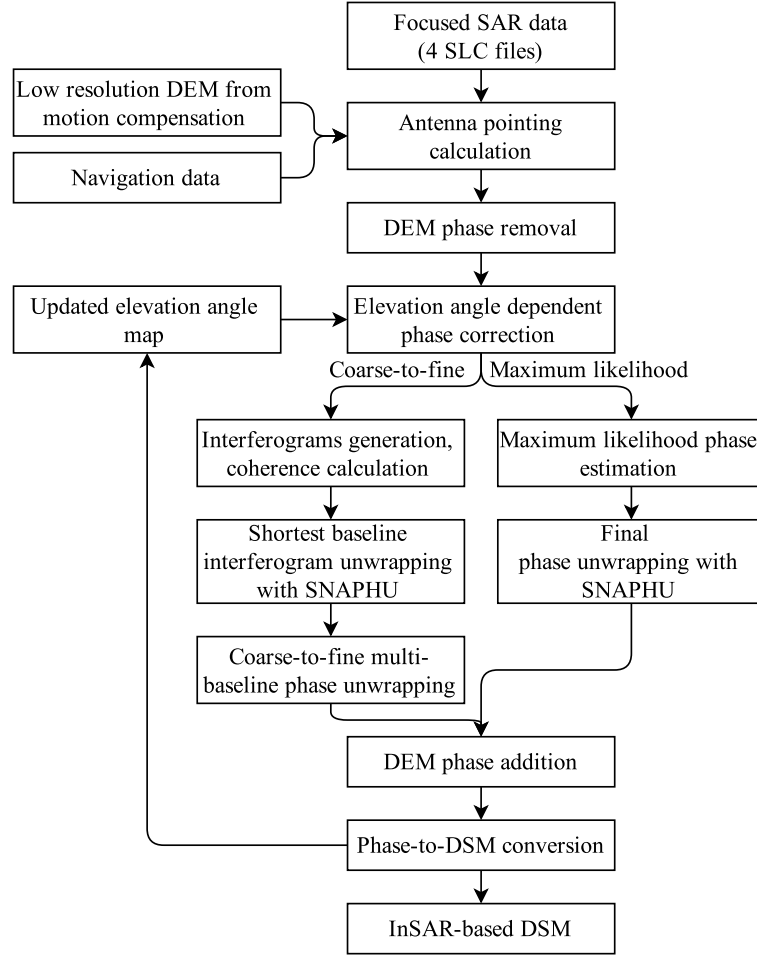 Focused SAR data
(4 SLC files)
Low resolution DEM from
motion compensation
Antenna pointing
calculation
Navigation data
DEM phase removal
Updated elevation angle
map
Elevation angle dependent
phase correction
Coarse-to-fine
Maximum likelihood
Interferograms generation,
coherence calculation
Maximum likelihood phase
estimation
Shortest baseline
interferogram unwrapping
with SNAPHU
Final
phase unwrapping with
SNAPHU
Coarse-to-fine multi-
baseline phase unwrapping
DEM phase addition
Phase-to-DSM conversion
InSAR-based DSM